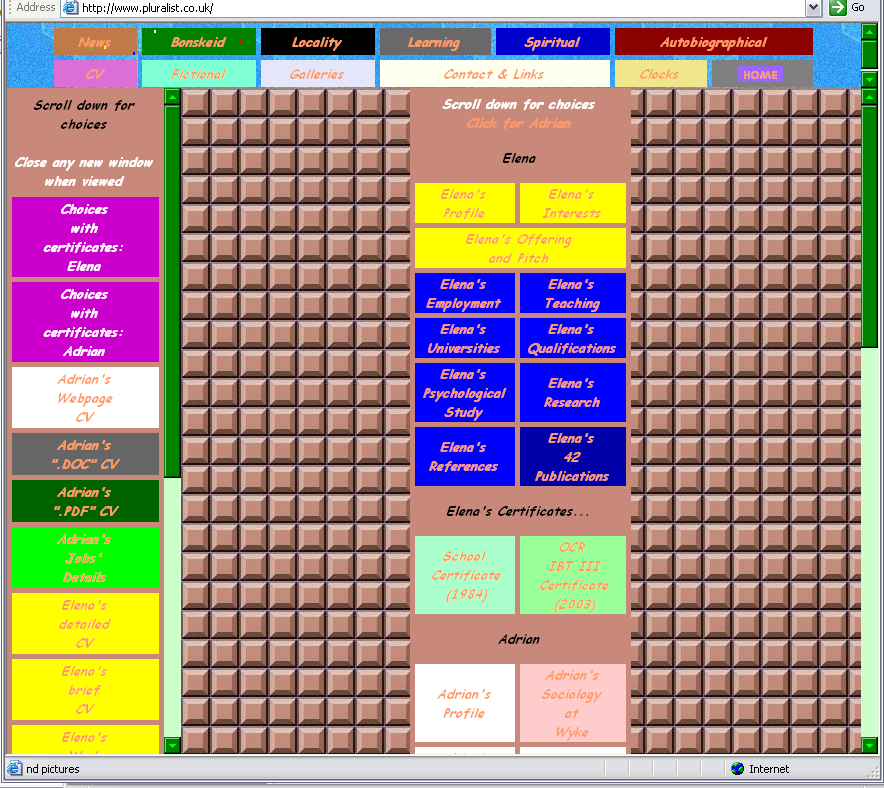 Address http://www.pluralist.co.uk/ Go
News Bonskeid Locality Learning Spiritual Autobiographical
CV Fictional Galleries Contact & Links Clocks HOME
Scroll down for
choices
Close any new window
when viewed
Choices
with
certificates:
Elena
Choices
with
certificates:
Adrian
Adrian's
Webpage
CV
Adrian's
".DOC" CV
Adrian's
".PDF" CV
Adrian's
Jobs'
Details
Elena's
detailed
CV
Elena's
brief
CV
Elena's
Scroll down for choices
Click for Adrian
Elena
Elena's
Profile
Elena's
Interests
Elena's Offering
and Pitch
Elena's
Employment
Elena's
Teaching
Elena's
Universities
Elena's
Qualifications
Elena's
Psychological
Study
Elena's
Research
Elena's
References
Elena's
42
Publications
Elena's Certificates...
School
Certificate
(1984)
OCR
IBT III
Certificate
(2003)
Adrian
Adrian's
Profile
Adrian's
Sociology
at
Wyke
nd pictures Internet